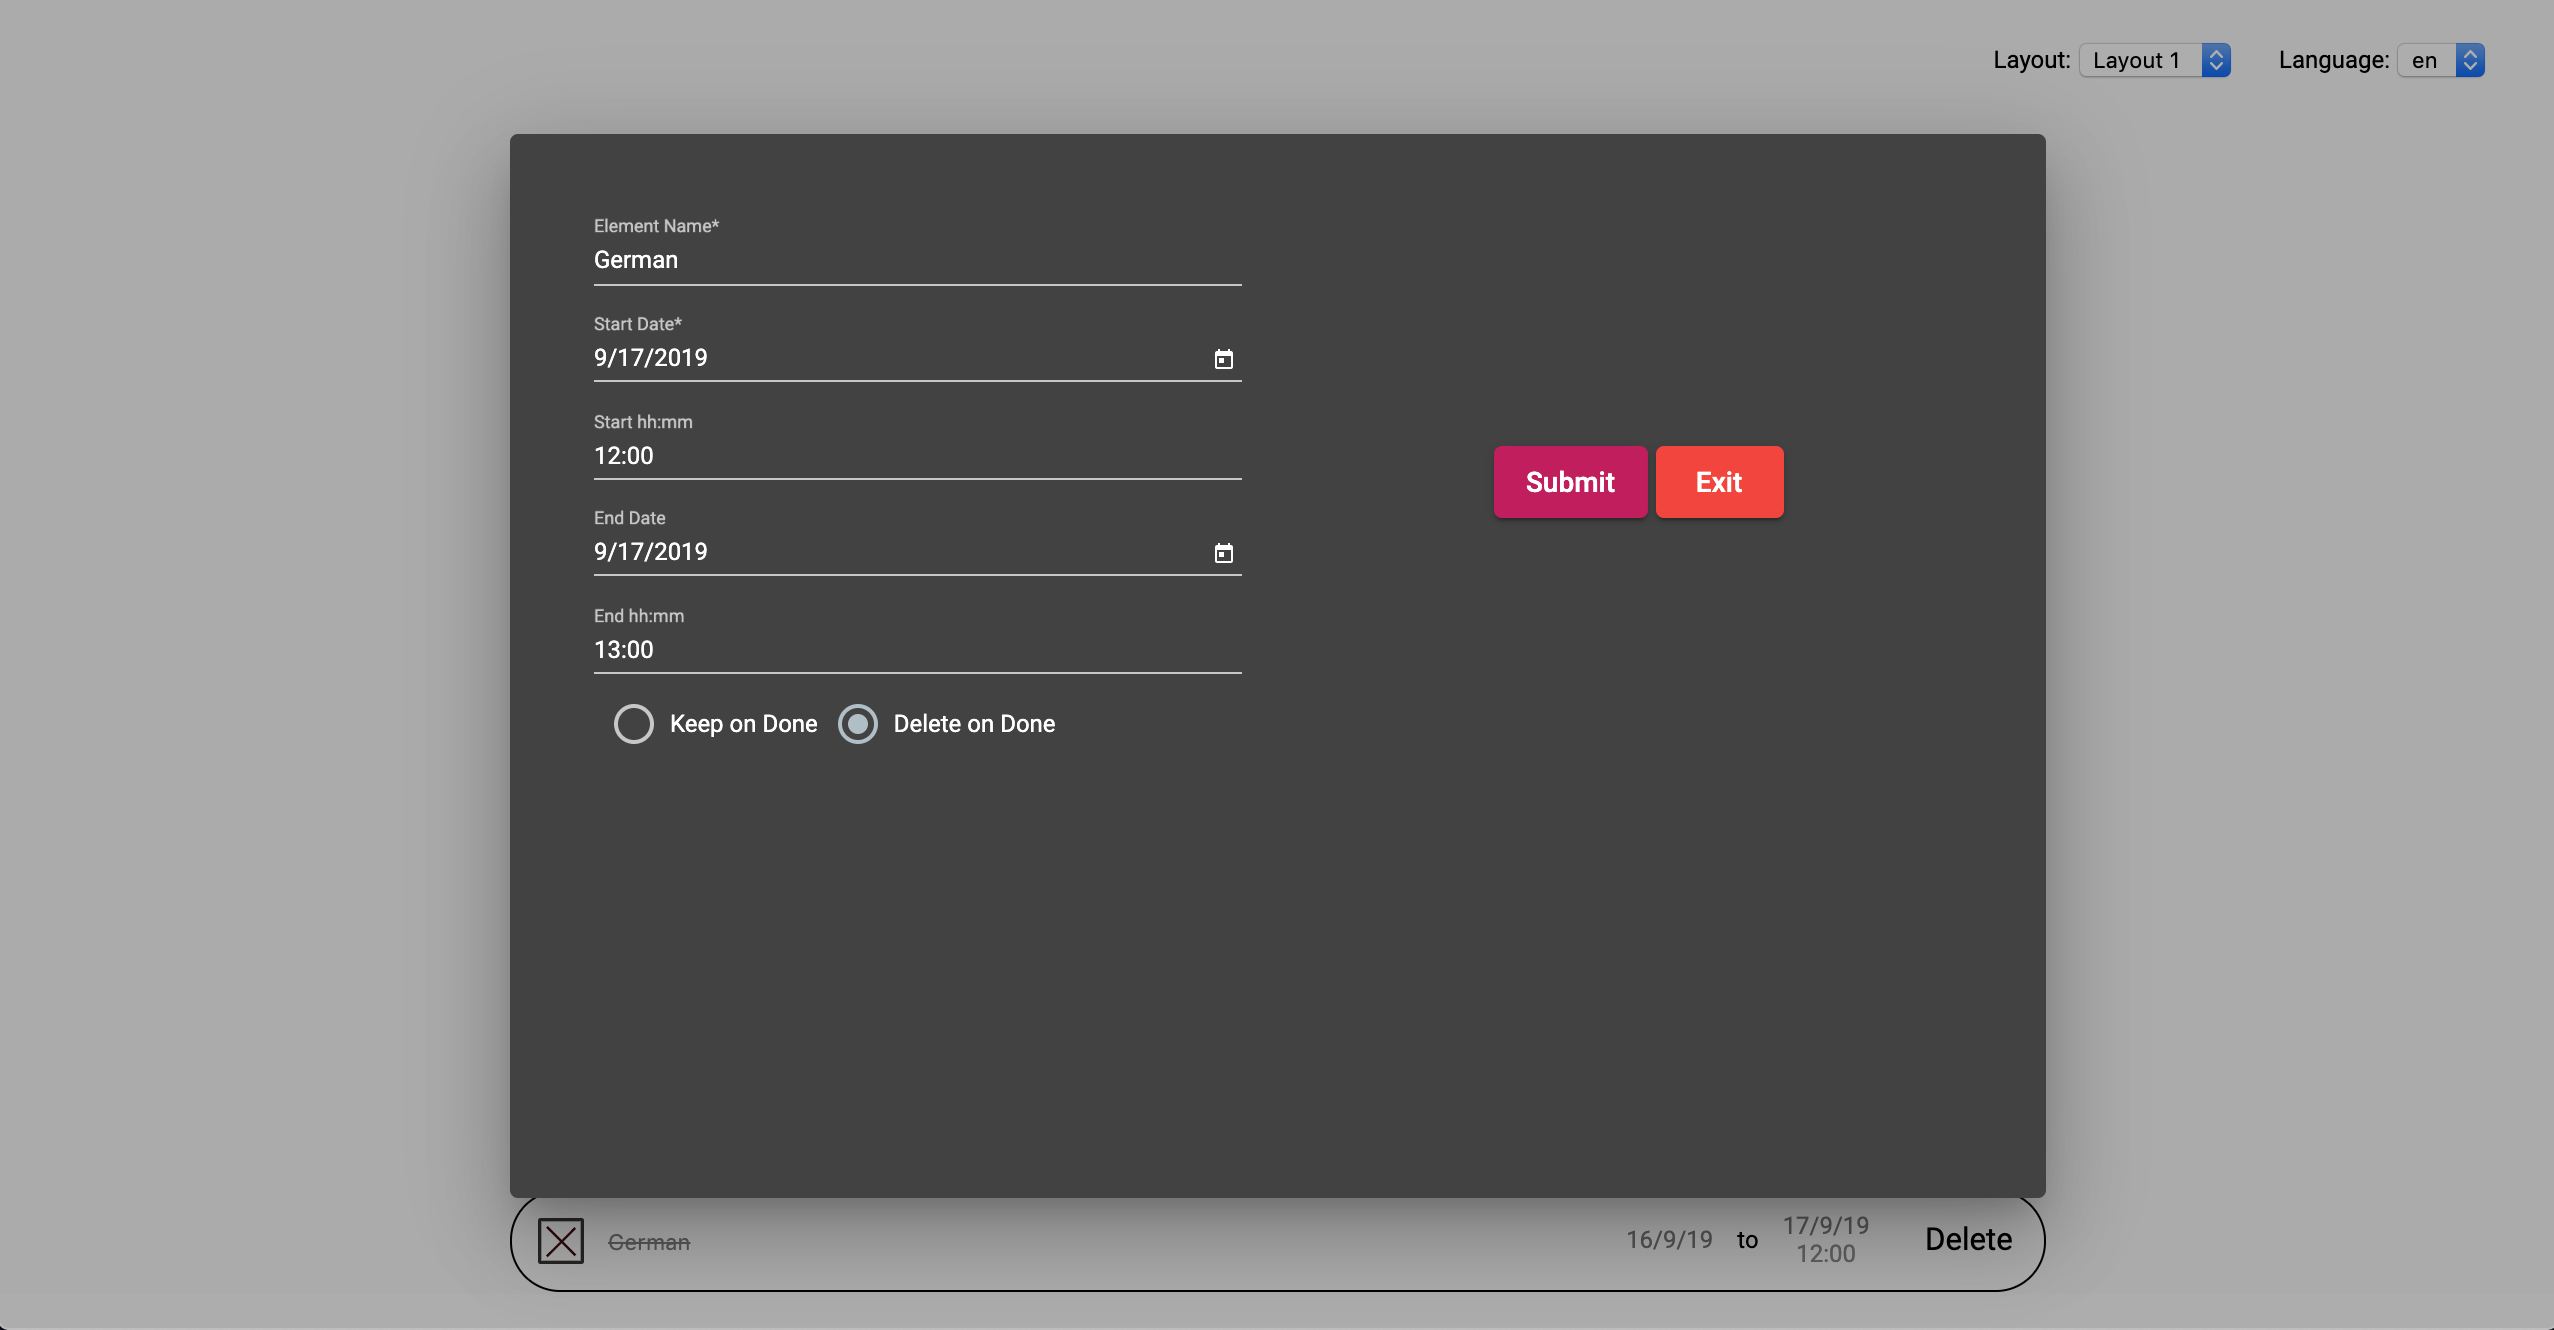 Layout: Layout 1 Language: en
Element Name*
German
Start Date*
9/17/2019
Start hh:mm
12:00
End Date
9/17/2019
End hh:mm
13:00
Keep on Done Delete on Done
Submit Exit
German 16/9/19 to 17/9/19 12:00 Delete